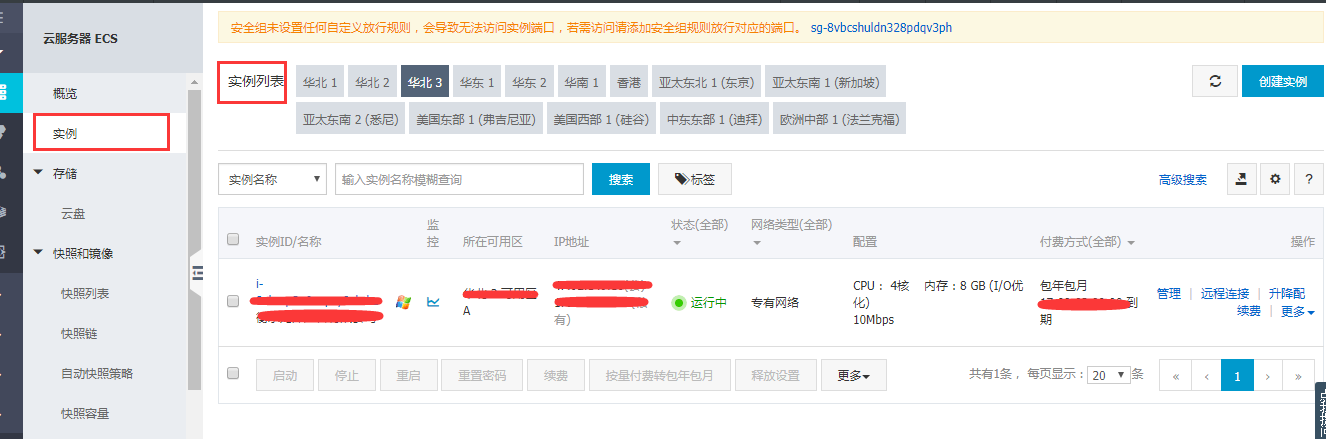 安全组未设置任何自定义放行规则，会导致无法访问实例端口，若需访问请添加安全组规则放行对应的端口。 sg-8vbcshuldn328pdqv3ph
云服务器 ECS
概览
实例
存储
云盘
快照和镜像
快照列表
快照链
自动快照策略
快照容量
实例列表 华北 1 华北 2 华北 3 华东 1 华东 2 华南 1 香港 亚太东北 1 (东京) 亚太东南 1 (新加坡)
创建实例
亚太东南 2 (悉尼) 美国东部 1 (弗吉尼亚) 美国西部 1 (硅谷) 中东东部 1 (迪拜) 欧洲中部 1 (法兰克福)
实例名称 输入实例名称模糊查询 搜索 标签 高级搜索 ?
实例ID/名称
监
控
所在可用区
IP地址
状态(全部)
网络类型(全部)
配置
付费方式(全部)
操作
i-
A
有)
运行中
专有网络
CPU： 4核 内存：8 GB (I/O优
化)
10Mbps
包年包月
到
期
管理 | 远程连接 | 升降配
续费 | 更多
启动 停止 重启 重置密码 续费 按量付费转包年包月 释放设置 更多
共有1条， 每页显示： 20 条 « ‹ 1 › »